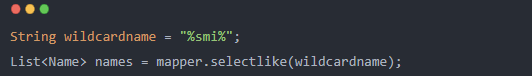 String wildcardname = "%smi%";
List<Name> names = mapper.selectlike(wildcardname);